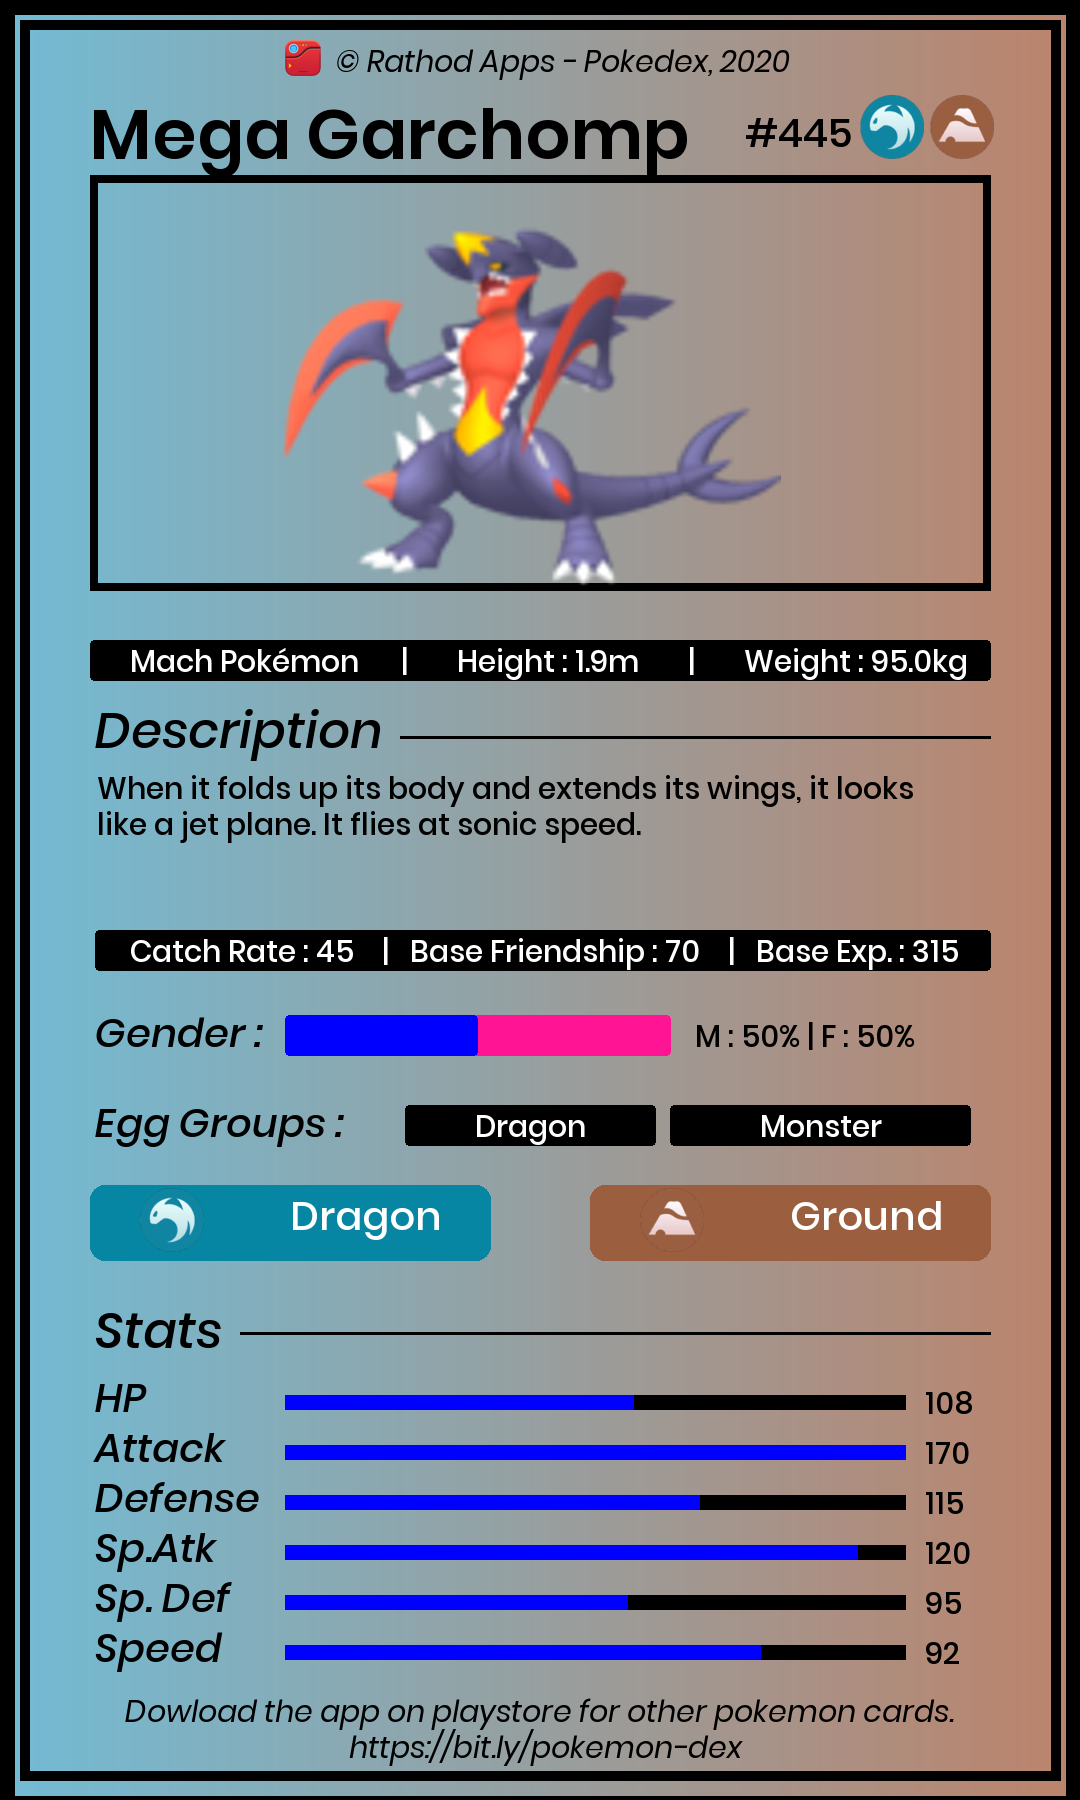 © Rathod Apps - Pokedex, 2020
Mega Garchomp #445
Mach Pokémon | Height : 1.9m | Weight : 95.0kg
Description
When it folds up its body and extends its wings, it looks
like a jet plane. It flies at sonic speed.
Catch Rate : 45 | Base Friendship : 70 | Base Exp. : 315
Gender : M : 50% | F : 50%
Egg Groups : Dragon Monster
Dragon Ground
Stats
HP 108
Attack 170
Defense 115
Sp.Atk 120
Sp. Def 95
Speed 92
Dowload the app on playstore for other pokemon cards.
https://bit.ly/pokemon-dex